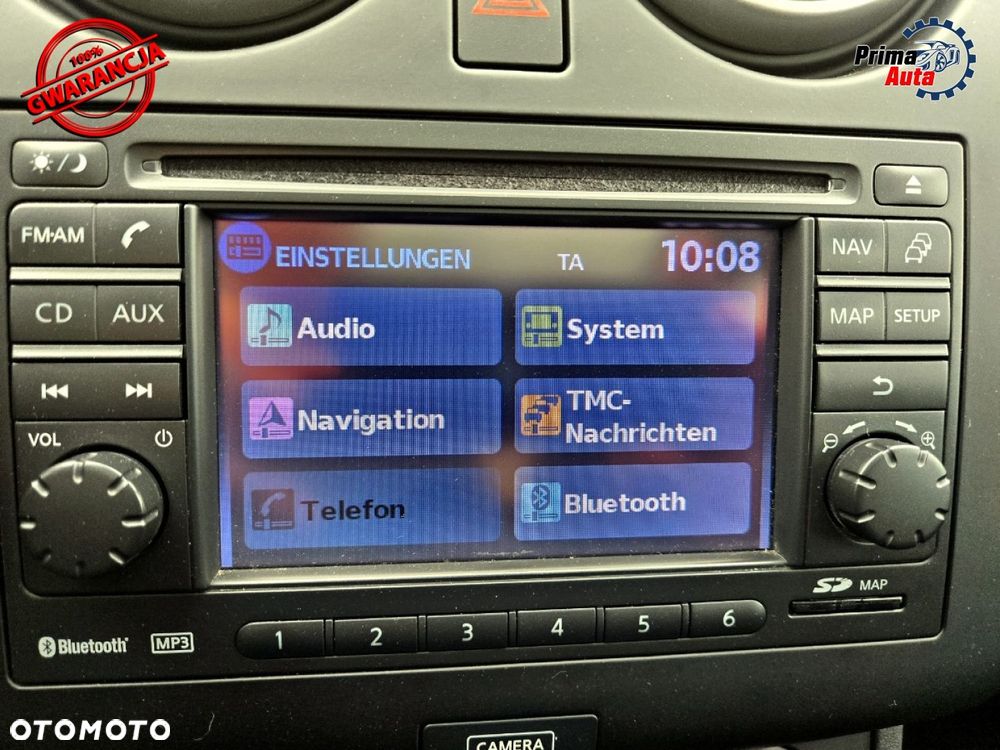 100%
GWARANCJA
Prima
Auta
FM·AM
CD
AUX
VOL
EINSTELLUNGEN
TA
10:08
Audio
System
Navigation
TMC-
Nachrichten
Telefon
Bluetooth
NAV
MAP
SETUP
SD
MAP
Bluetooth
MP3
1
2
3
4
5
6
CAMERA
OTOMOTO